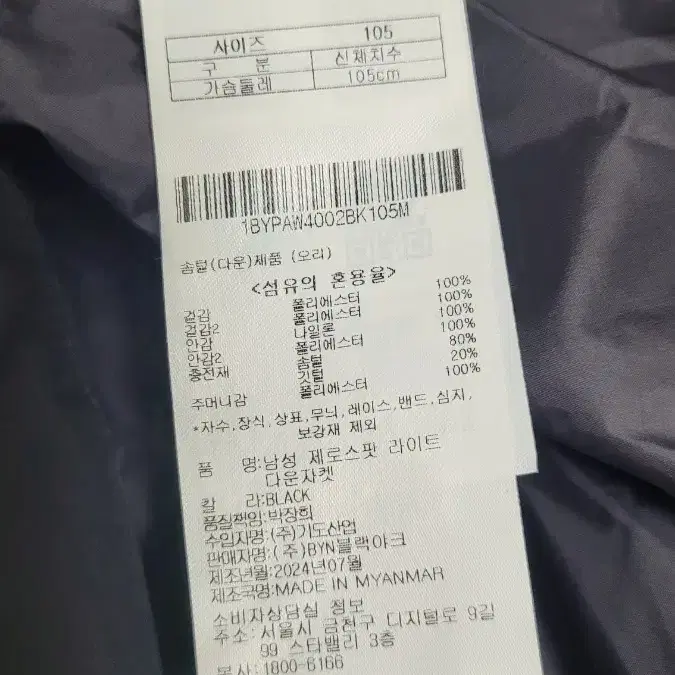 사이즈 105
구 분 신체치수
가슴둘레 105cm
1BYPAW4002BK105M
솜털(다운)제품 (오리)
<섬유의 혼용율>
겉감 폴리에스터 100%
겉감2 폴리에스터 100%
안감 나일론 100%
안감2 폴리에스터 100%
충전재 솜털 80%
깃털 20%
주머니감 폴리에스터 100%
*자수,장식,상표,무늬,레이스,밴드,심지,
보강재 제외
품 명:남성 제로스팟 라이트
다운자켓
칼 라:BLACK
품질책임:박장희
수입자명:(주)기도산업
판매자명:(주)BYN블랙야크
제조년월:2024년07월
제조국명:MADE IN MYANMAR
소비자상담실 정보
주소:서울시 금천구 디지털로 9길
99 스타밸리 3층
본사:1800-6166